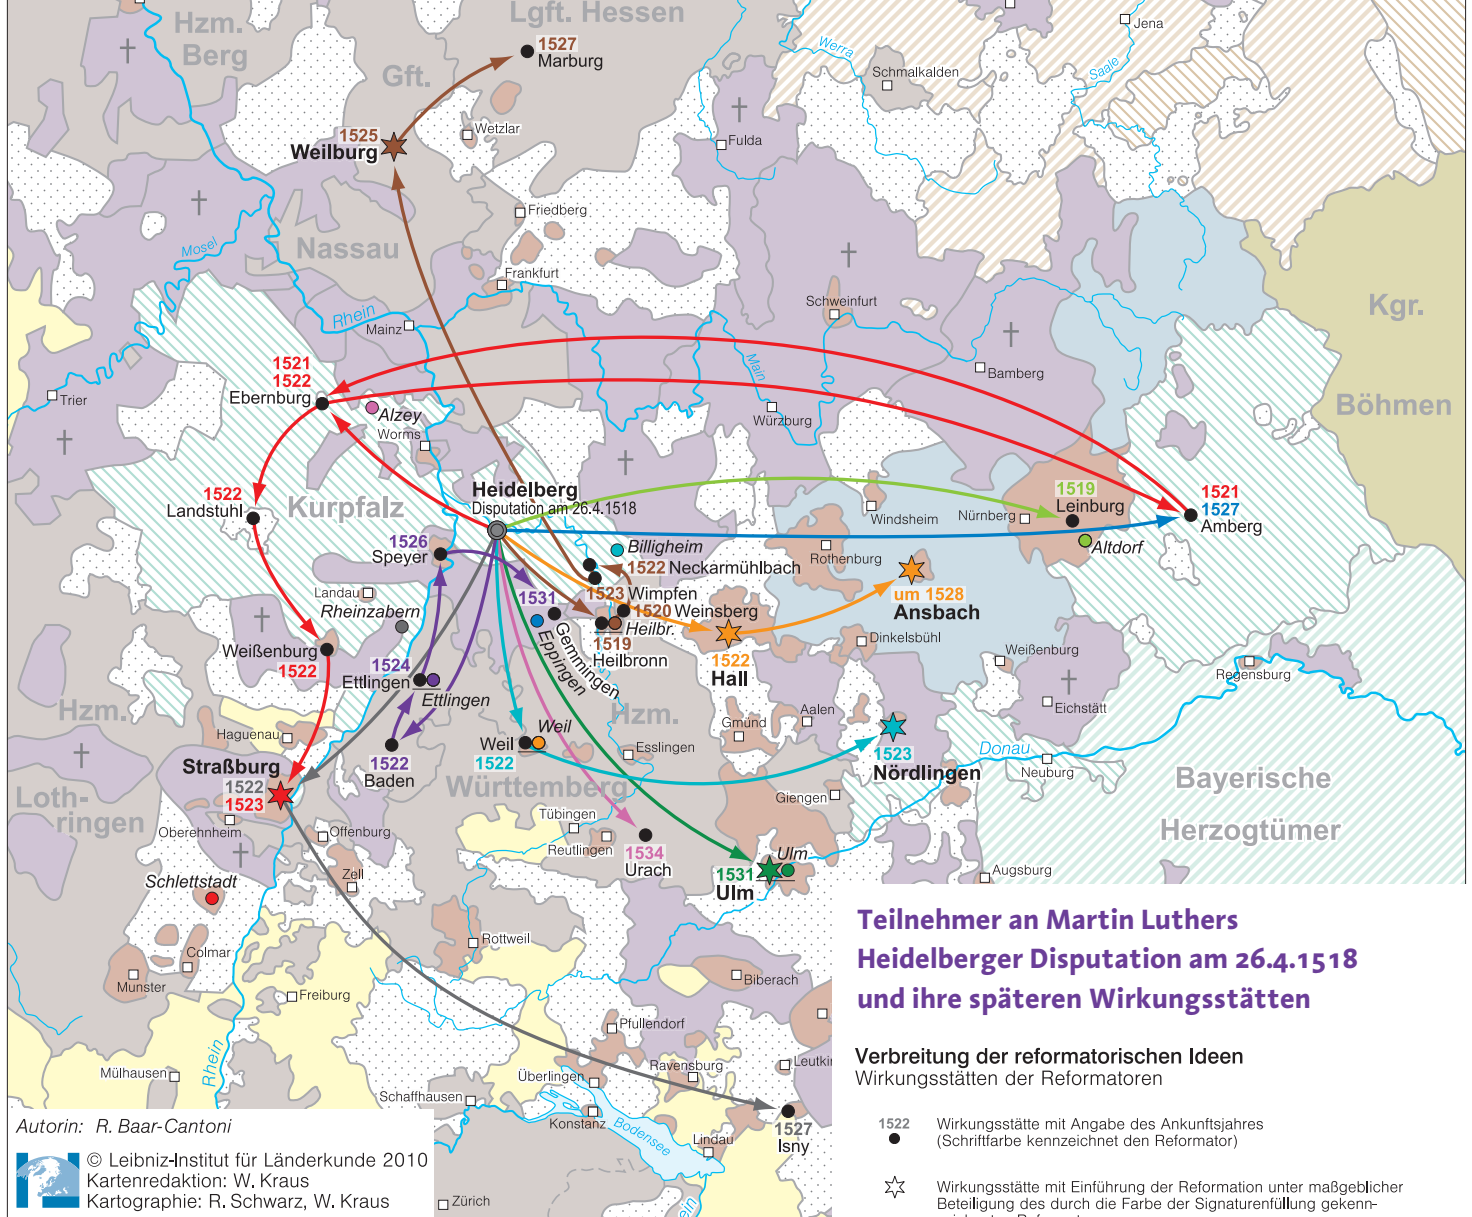 Hzm.
Berg
Lgft. Hessen
1527
Marburg
Gft.
Werra
Jena
Saale
Schmalkalden
1525
Weilburg
Wetzlar
Fulda
Friedberg
Nassau
Mosel
Frankfurt
Rhein
Mainz
Schweinfurt
Kgr.
Böhmen
1521
1522
Ebernburg
Trier
Alzey
Worms
Main
Bamberg
Würzburg
Heidelberg
Disputation am 26.4.1518
Kurpfalz
1522
Landstuhl
1519
Leinburg
1521
1527
Amberg
Windsheim
Nürnberg
Altdorf
1526
Speyer
Billigheim
1522 Neckarmühlbach
Rothenburg
Landau
Rheinzabern
1531
1523 Wimpfen
1520 Weinsberg
Heilbr.
1519
Heilbronn
Gemmingen
Eppingen
um 1528
Ansbach
Dinkelsbühl
Weißenburg
1522
1524
Ettlingen
Ettlingen
1522
Hall
Weißenburg
Regensburg
Eichstätt
Hzm.
Haguenau
Hzm.
Gmünd
Aalen
Weil
Weil
1522
Esslingen
1522
Baden
1523
Nördlingen
Donau
Neuburg
Straßburg
1522
1523
Württemberg
Bayerische
Herzogtümer
Loth-
ringen
Oberehnheim
Offenburg
Tübingen
Reutlingen
Giengen
1534
Urach
Ulm
1531
Ulm
Augsburg
Schlettstadt
Zell
Colmar
Munster
Rottweil
Biberach
Freiburg
Pfullendorf
Rhein
Mülhausen
Überlingen
Ravensburg
Leutkir
Schaffhausen
Konstanz
Bodensee
Lindau
1527
Isny
Zürich
ein
Teilnehmer an Martin Luthers
Heidelberger Disputation am 26.4.1518
und ihre späteren Wirkungsstätten
Verbreitung der reformatorischen Ideen
Wirkungsstätten der Reformatoren
1522
Wirkungsstätte mit Angabe des Ankunftsjahres
(Schriftfarbe kennzeichnet den Reformator)
Wirkungsstätte mit Einführung der Reformation unter maßgeblicher
Beteiligung des durch die Farbe der Signaturenfüllung gekenn-
Autorin: R. Baar-Cantoni
© Leibniz-Institut für Länderkunde 2010
Kartenredaktion: W. Kraus
Kartographie: R. Schwarz, W. Kraus